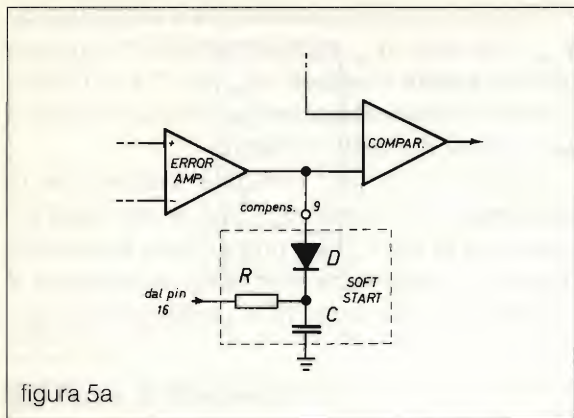 ERROR
AMP.
+
-
COMPAR.
compens.
9
D
R
SOFT
START
dal pin
16
C
figura 5a